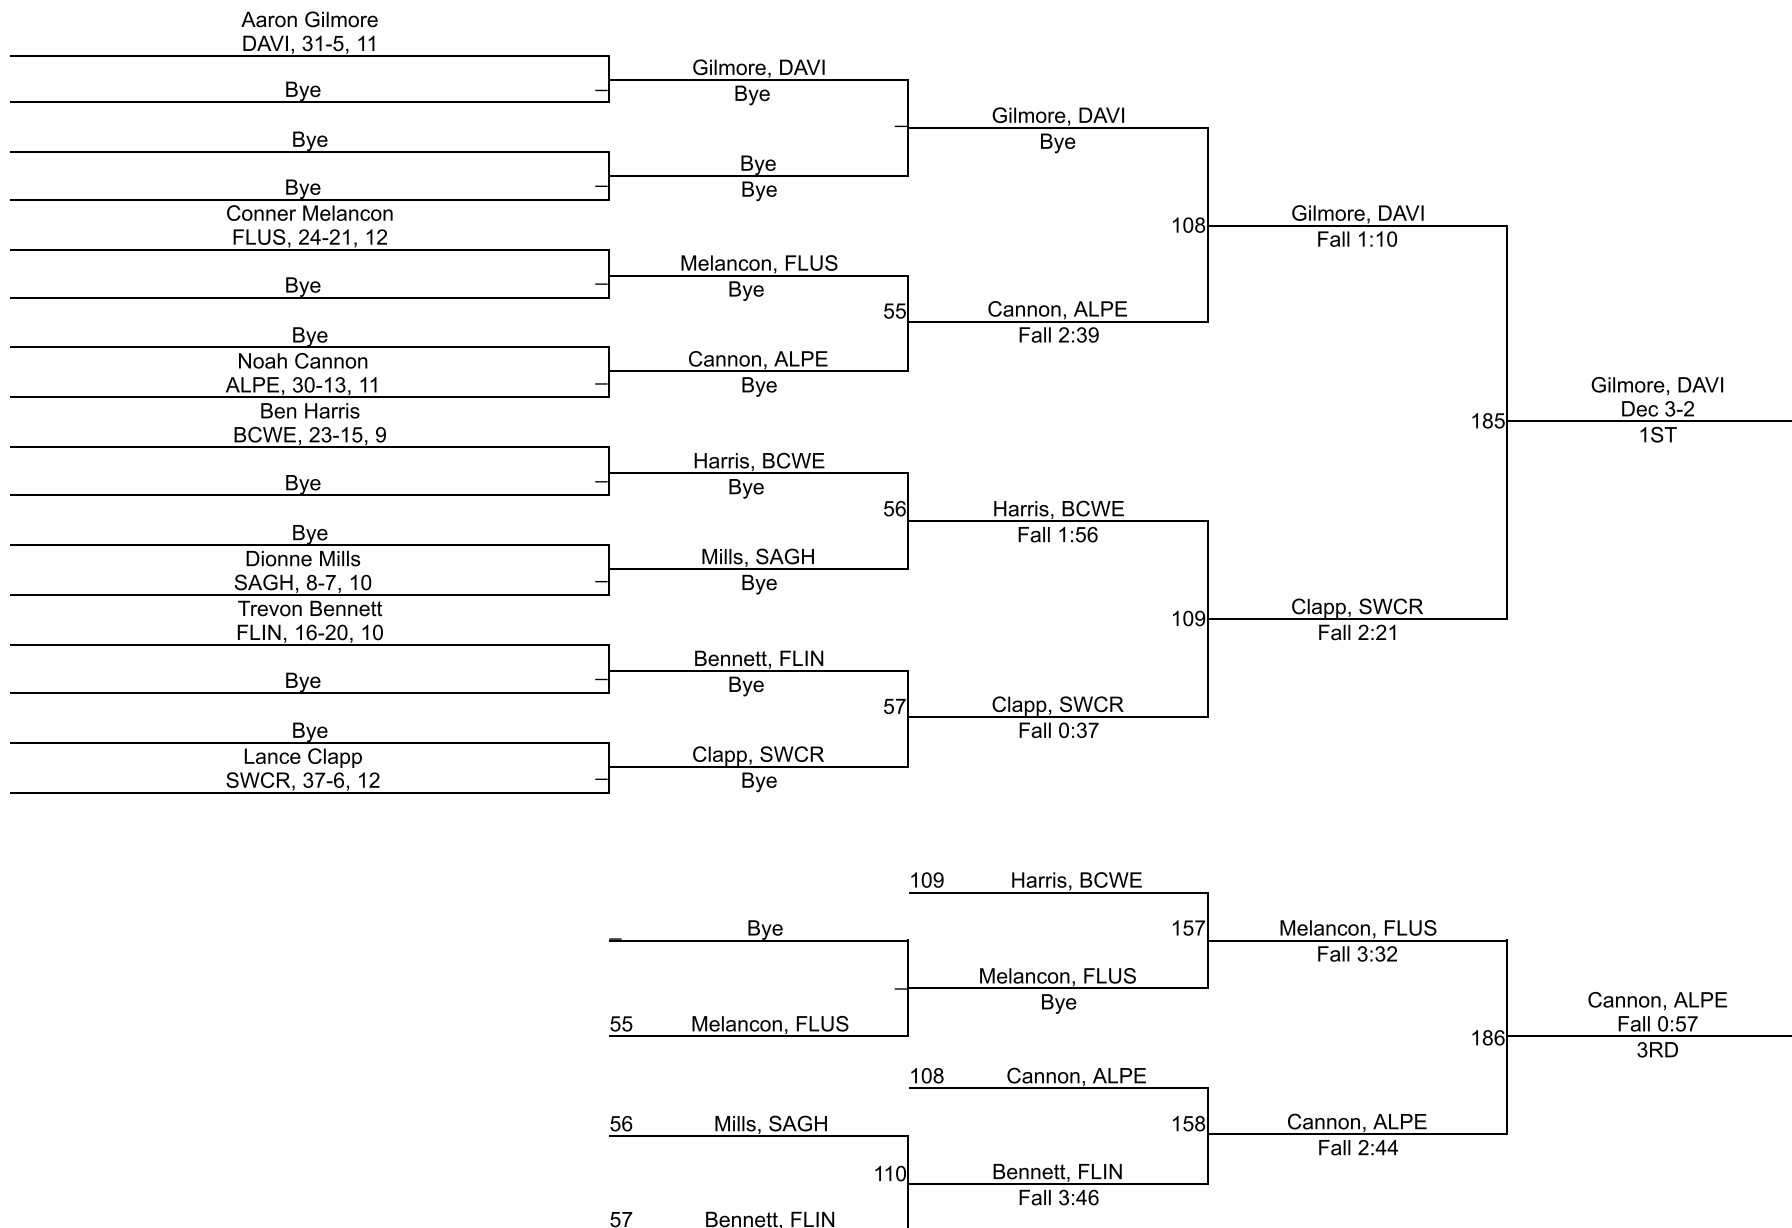 Aaron Gilmore
DAVI, 31-5, 11
Bye
Bye
Bye
Conner Melancon
FLUS, 24-21, 12
Bye
Bye
Noah Cannon
ALPE, 30-13, 11
Ben Harris
BCWE, 23-15, 9
Bye
Bye
Dionne Mills
SAGH, 8-7, 10
Trevon Bennett
FLIN, 16-20, 10
Bye
Bye
Lance Clapp
SWCR, 37-6, 12
Gilmore, DAVI
Bye
Bye
Bye
Melancon, FLUS
Bye
Cannon, ALPE
Bye
Harris, BCWE
Bye
Mills, SAGH
Bye
Bennett, FLIN
Bye
Clapp, SWCR
Bye
55
56
57
Gilmore, DAVI
Bye
Cannon, ALPE
Fall 2:39
Harris, BCWE
Fall 1:56
Clapp, SWCR
Fall 0:37
108
109
Gilmore, DAVI
Fall 1:10
Clapp, SWCR
Fall 2:21
185
Gilmore, DAVI
Dec 3-2
1ST
Bye
55 Melancon, FLUS
56 Mills, SAGH
57 Bennett, FLIN
110
109 Harris, BCWE
Melancon, FLUS
Bye
108 Cannon, ALPE
Bennett, FLIN
Fall 3:46
157
158
Melancon, FLUS
Fall 3:32
Cannon, ALPE
Fall 2:44
186
Cannon, ALPE
Fall 0:57
3RD